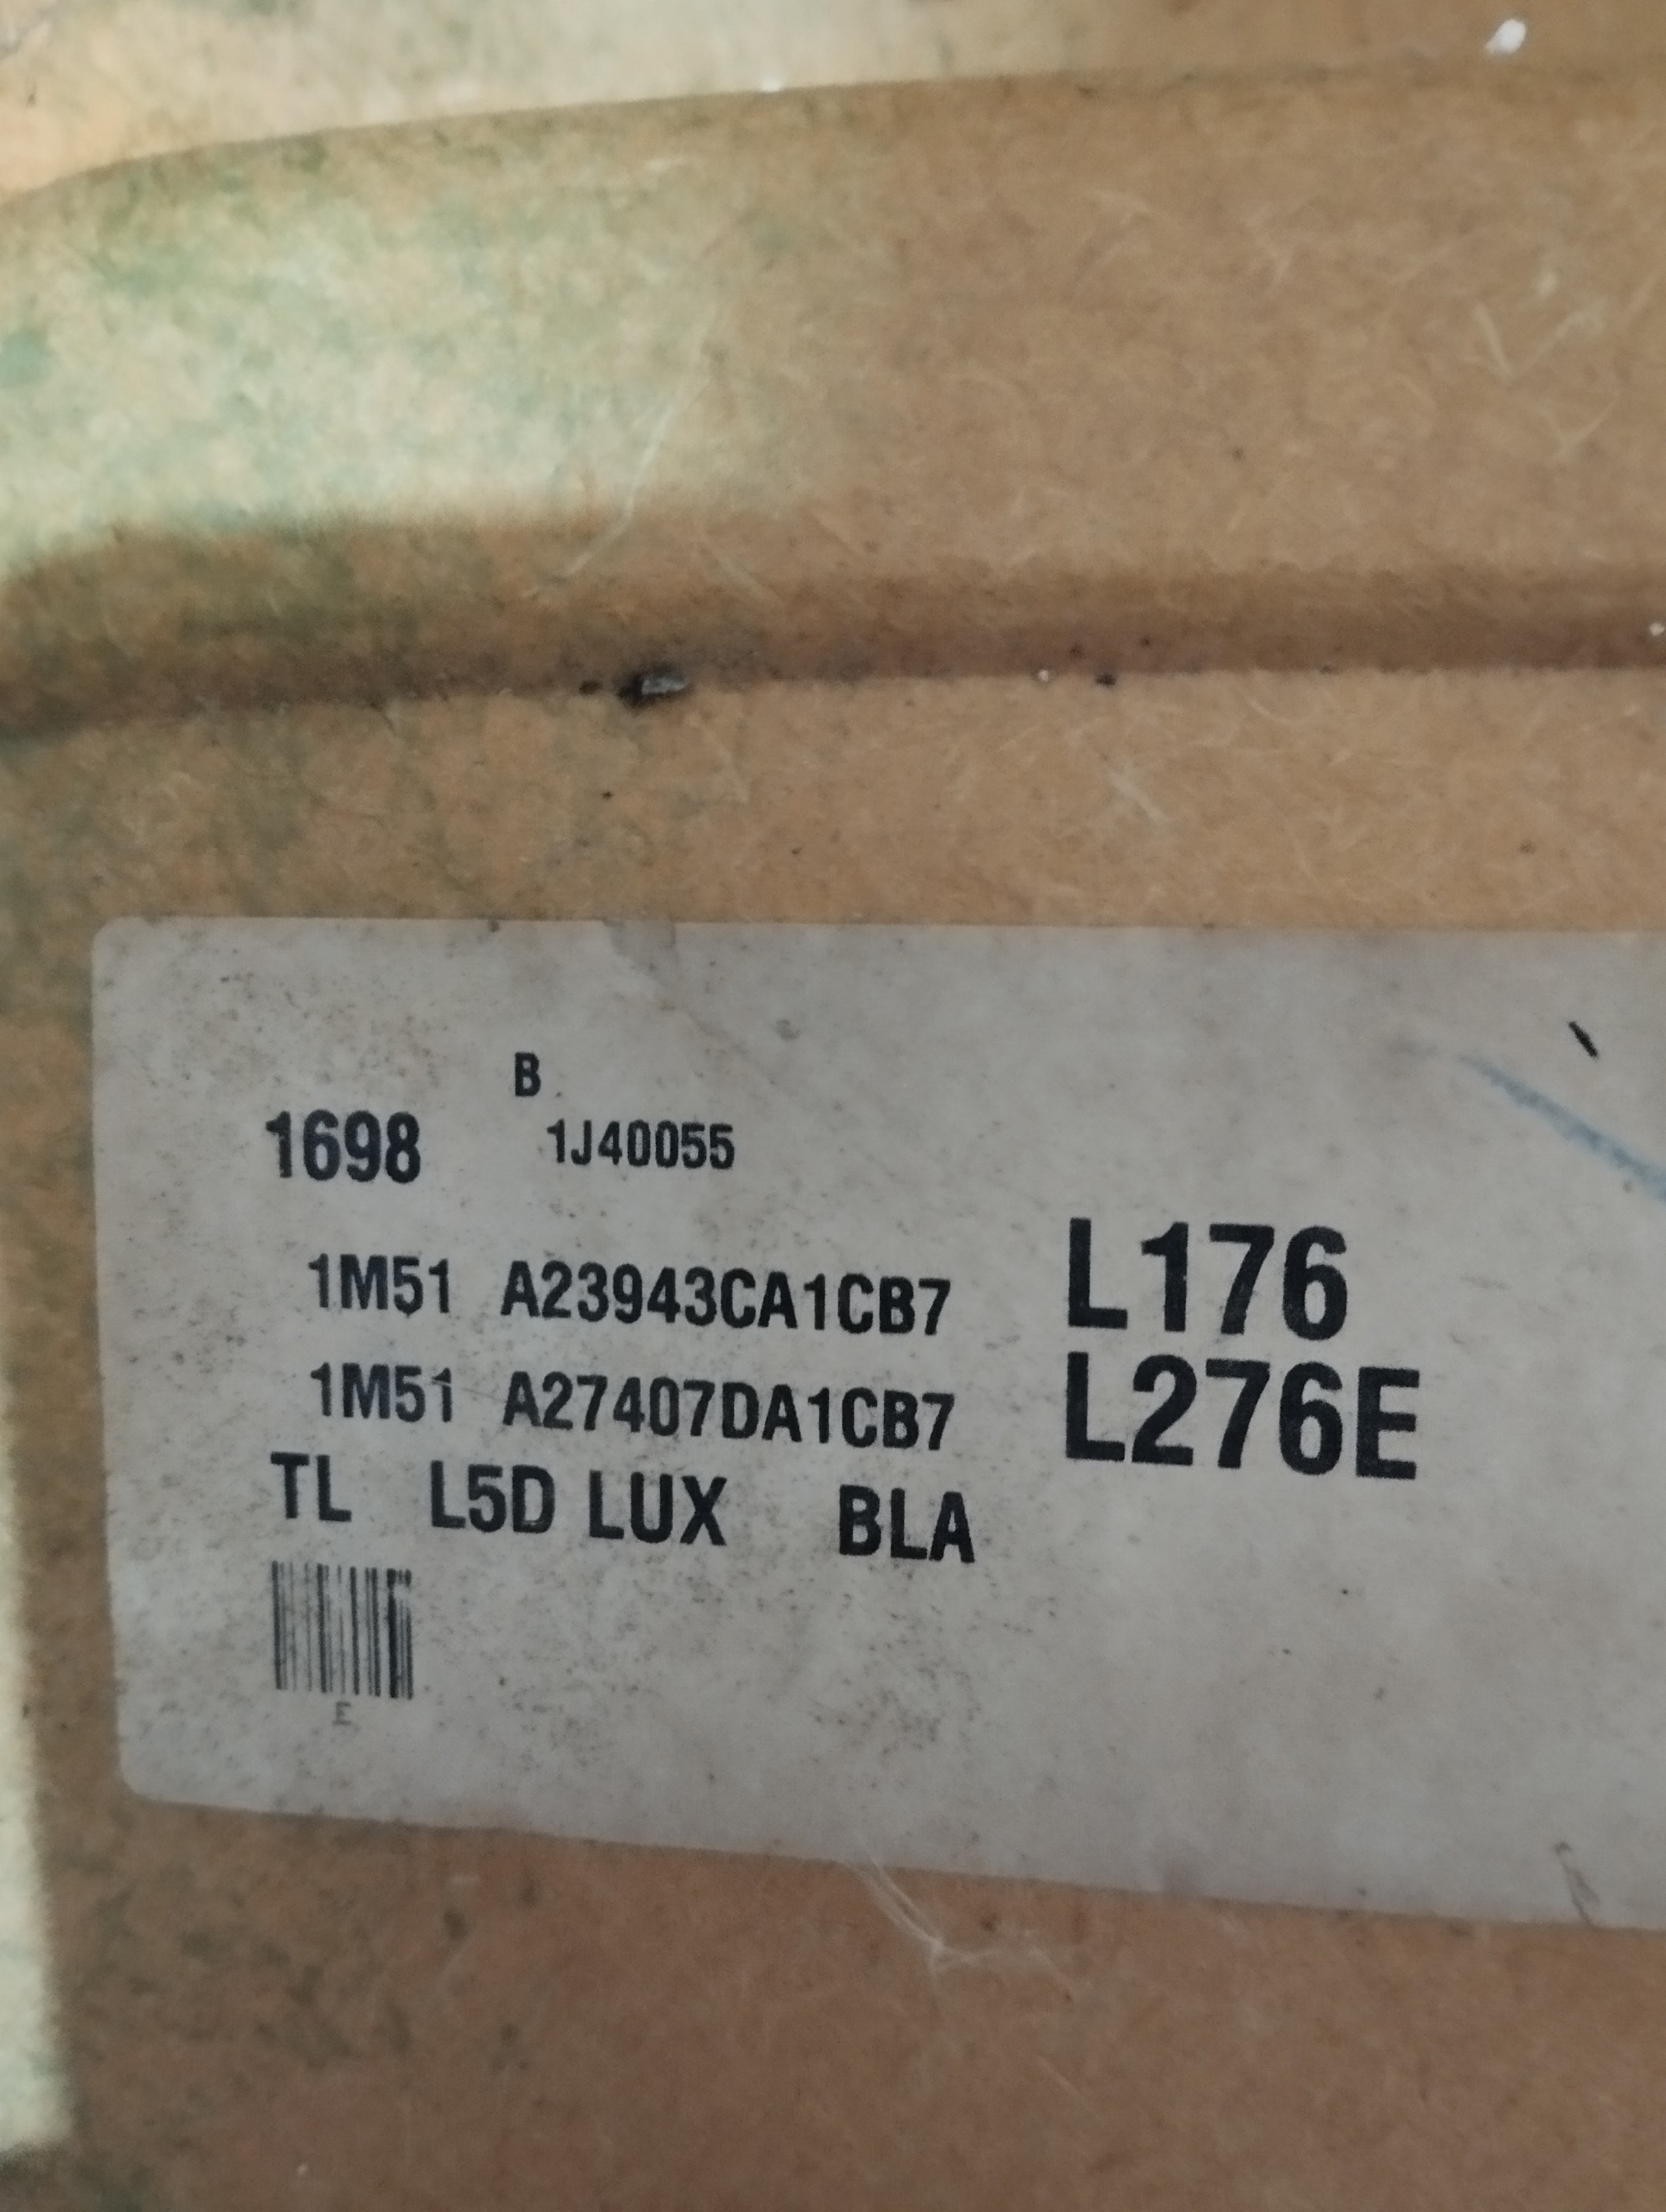 B
1698 1J40055
1M51 A23943CA1CB7 L176
1M51 A27407DA1CB7 L276E
TL L5D LUX BLA
E